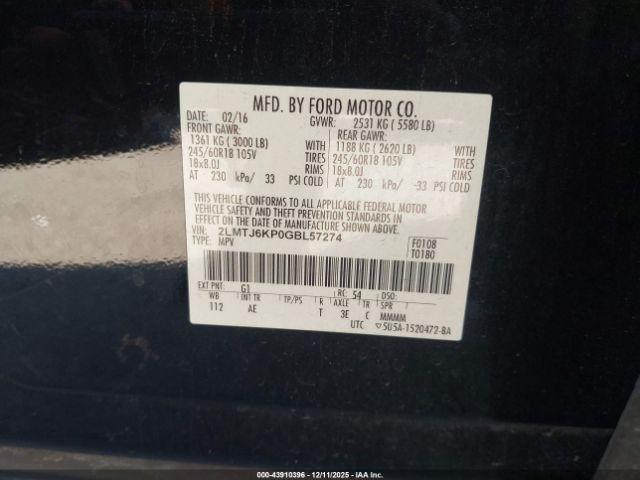 MFD. BY FORD MOTOR CO.
DATE: 02/16 GVWR: 2531 KG ( 5580 LB)
FRONT GAWR: REAR GAWR:
1361 KG ( 3000 LB) WITH 1188 KG ( 2620 LB) WITH
245/60R18 105V TIRES 245/60R18 105V TIRES
18x8.0J RIMS 18x8.0J RIMS
AT 230 kPa/ 33 PSI COLD AT 230 kPa/ 33 PSI COLD
THIS VEHICLE CONFORMS TO ALL APPLICABLE FEDERAL MOTOR
VEHICLE SAFETY AND THEFT PREVENTION STANDARDS IN
EFFECT ON THE DATE OF MANUFACTURE SHOWN ABOVE.
VIN: 2LMTJ6KP0GBL57274 F0108
TYPE: MPV T0180
EXT PNT: G1 RC: 54 DSO:
WB INT TR TP/PS R AXLE TR SPR
112 AE T 3E C MMMM
UTC ▽5U5A-1520472-BA
000-43910396 - 12/11/2025 - IAAI.com